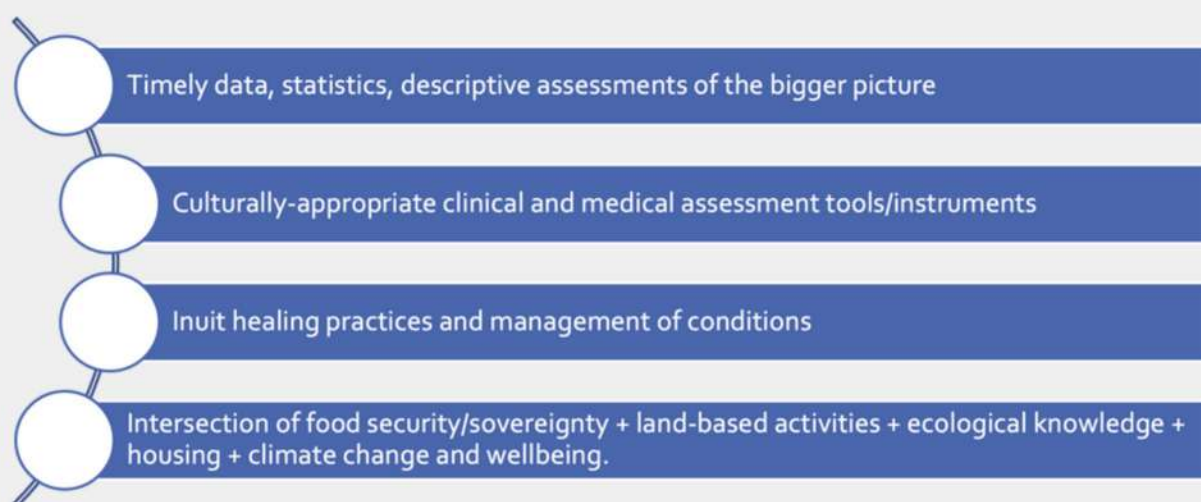 Timely data, statistics, descriptive assessments of the bigger picture
Culturally-appropriate clinical and medical assessment tools/instruments
Inuit healing practices and management of conditions
Intersection of food security/sovereignty + land-based activities + ecological knowledge +
housing + climate change and wellbeing.